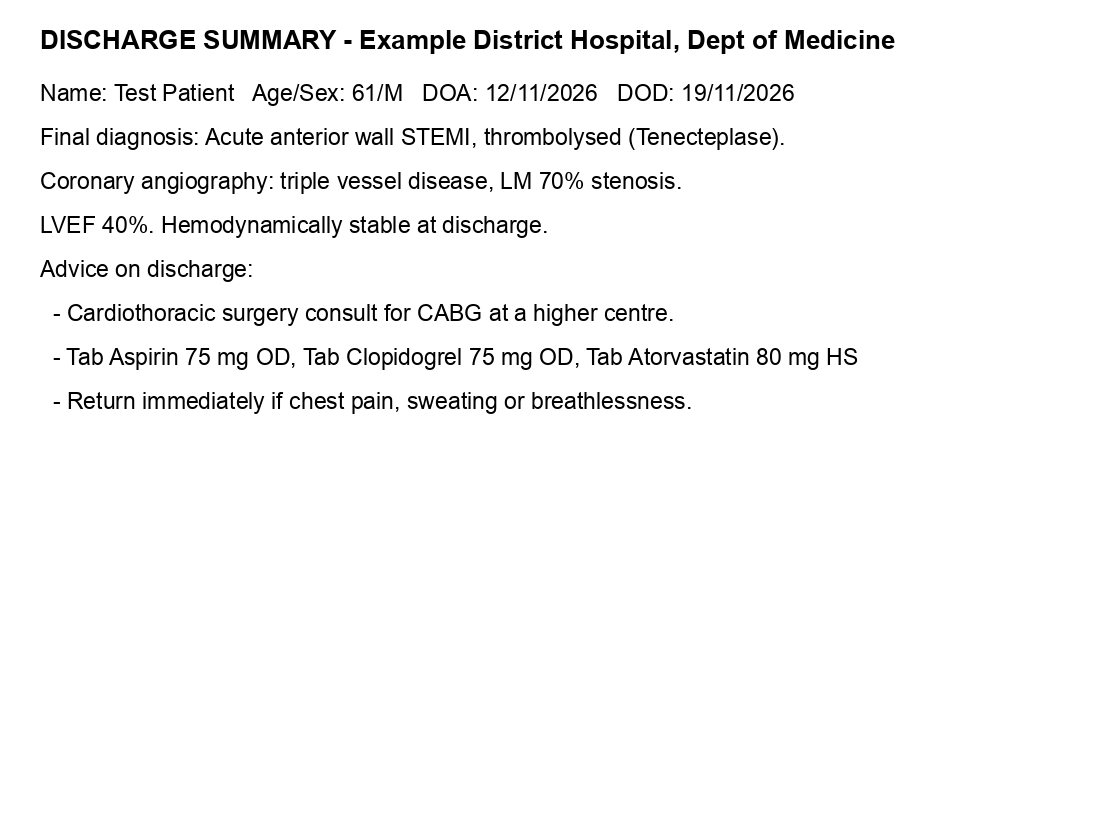 DISCHARGE SUMMARY - Example District Hospital, Dept of Medicine
Name: Test Patient   Age/Sex: 61/M   DOA: 12/11/2026   DOD: 19/11/2026
Final diagnosis: Acute anterior wall STEMI, thrombolysed (Tenecteplase).
Coronary angiography: triple vessel disease, LM 70% stenosis.
LVEF 40%. Hemodynamically stable at discharge.
Advice on discharge:
- Cardiothoracic surgery consult for CABG at a higher centre.
- Tab Aspirin 75 mg OD, Tab Clopidogrel 75 mg OD, Tab Atorvastatin 80 mg HS
- Return immediately if chest pain, sweating or breathlessness.